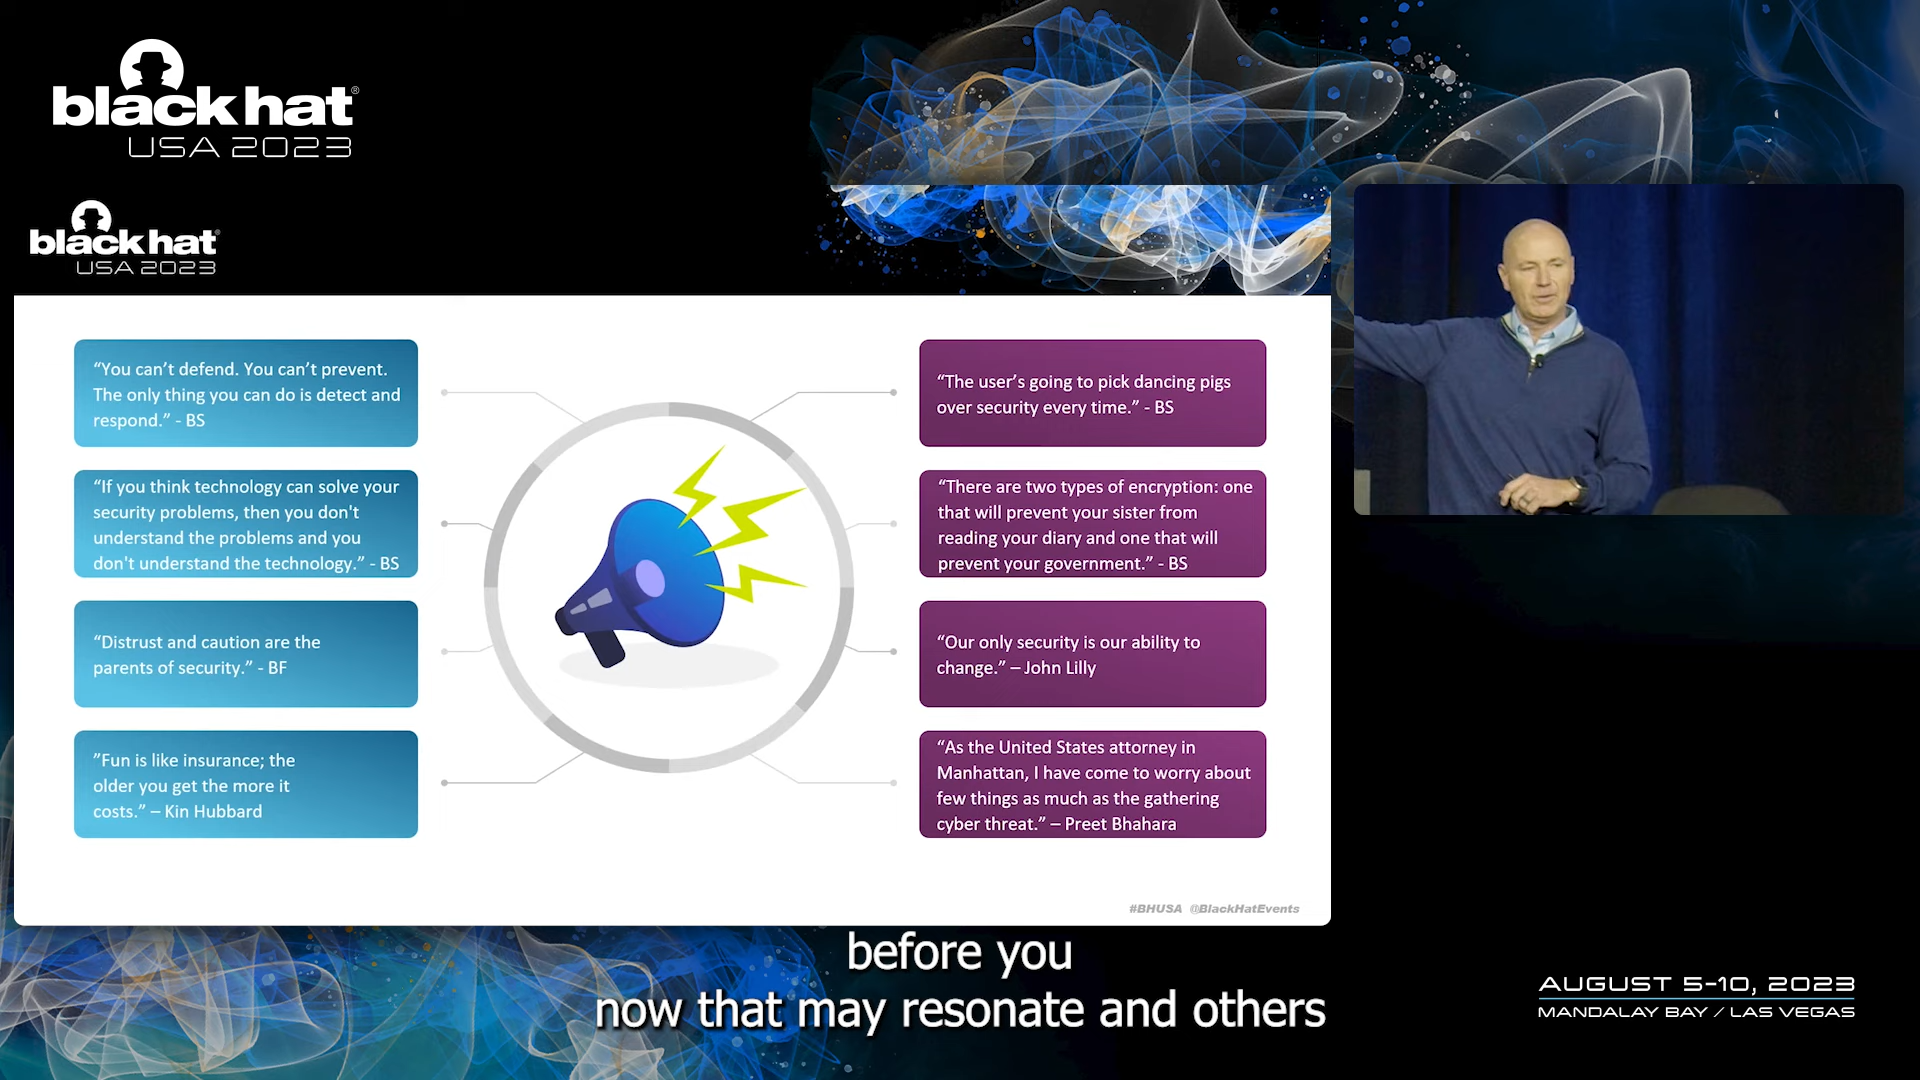 black hat®
USA 2023
black hat
USA 2023
“You can’t defend. You can’t prevent.
The only thing you can do is detect and
respond.” - BS
“If you think technology can solve your
security problems, then you don't
understand the problems and you
don't understand the technology.” - BS
“Distrust and caution are the
parents of security.” - BF
”Fun is like insurance; the
older you get the more it
costs.” – Kin Hubbard
“The user’s going to pick dancing pigs
over security every time.” - BS
“There are two types of encryption: one
that will prevent your sister from
reading your diary and one that will
prevent your government.” - BS
“Our only security is our ability to
change.” – John Lilly
“As the United States attorney in
Manhattan, I have come to worry about
few things as much as the gathering
cyber threat.” – Preet Bhahara
#BHUSA @BlackHatEvents
before you
now that may resonate and others
AUGUST 5-10, 2023
MANDALAY BAY / LAS VEGAS